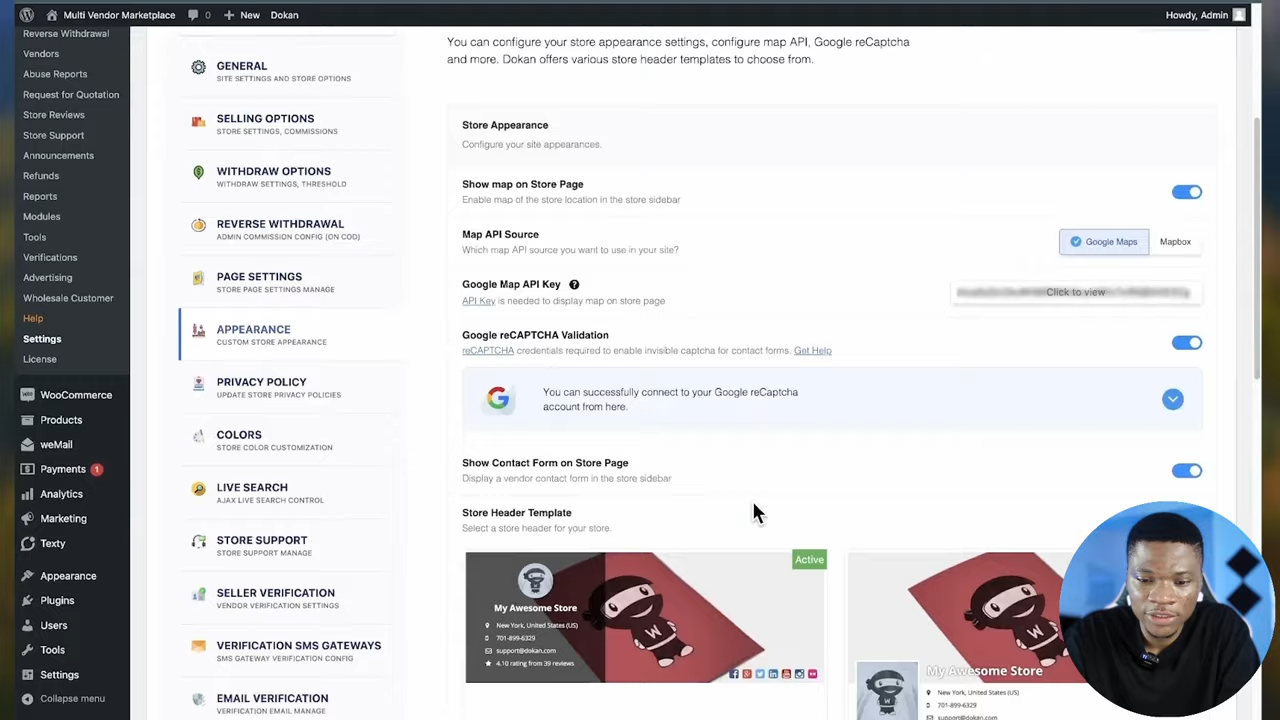 Multi Vendor Marketplace
0
New
Dokan
Howdy, Admin
Reverse Withdrawal
Vendors
Abuse Reports
Request for Quotation
Store Reviews
Store Support
Announcements
Refunds
Reports
Modules
Tools
Verifications
Advertising
Wholesale Customer
Help
Settings
License
WooCommerce
Products
weMail
Payments 1
Analytics
Marketing
Texty
Appearance
Plugins
Users
Tools
Settings
Collapse menu
GENERAL
SITE SETTINGS AND STORE OPTIONS
SELLING OPTIONS
STORE SETTINGS, COMMISSIONS
WITHDRAW OPTIONS
WITHDRAW SETTINGS, THRESHOLD
REVERSE WITHDRAWAL
ADMIN COMMISSION CONFIG (ON COD)
PAGE SETTINGS
STORE PAGE SETTINGS MANAGE
APPEARANCE
CUSTOM STORE APPEARANCE
PRIVACY POLICY
UPDATE STORE PRIVACY POLICIES
COLORS
STORE COLOR CUSTOMIZATION
LIVE SEARCH
AJAX LIVE SEARCH CONTROL
STORE SUPPORT
STORE SUPPORT MANAGE
SELLER VERIFICATION
VENDOR VERIFICATION SETTINGS
VERIFICATION SMS GATEWAYS
SMS GATEWAY VERIFICATION CONFIG
EMAIL VERIFICATION
VERIFICATION EMAIL MANAGE
You can configure your store appearance settings, configure map API, Google reCaptcha
and more. Dokan offers various store header templates to choose from.
Store Appearance
Configure your site appearances.
Show map on Store Page
Enable map of the store location in the store sidebar
Map API Source
Which map API source you want to use in your site?
Google Maps
Mapbox
Google Map API Key ?
API Key is needed to display map on store page
Click to view
Google reCAPTCHA Validation
reCAPTCHA credentials required to enable invisible captcha for contact forms. Get Help
You can successfully connect to your Google reCaptcha
account from here.
Show Contact Form on Store Page
Display a vendor contact form in the store sidebar
Store Header Template
Select a store header for your store.
Active
My Awesome Store
New York, United States (US)
701-899-6329
support@dokan.com
4.10 rating from 39 reviews
W
My Awesome Store
New York, United States (US)
701-899-6329
support@dokan.com
W